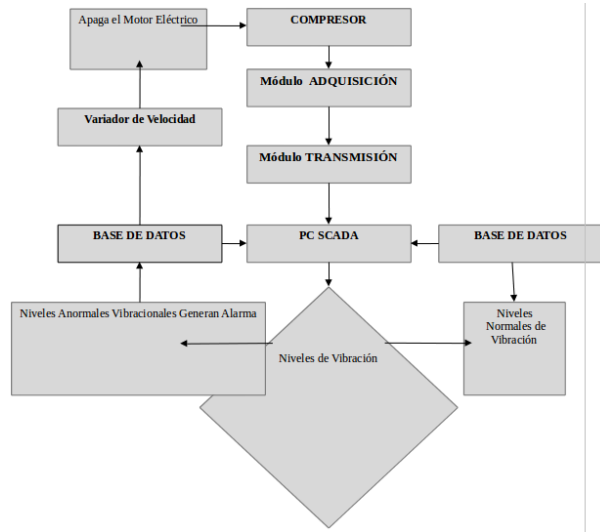 Apaga el Motor Eléctrico
COMPRESOR
Módulo  ADQUISICIÓN
Variador de Velocidad
Módulo TRANSMISIÓN
BASE DE DATOS
PC SCADA
BASE DE DATOS
Niveles Anormales Vibracionales Generan Alarma
Niveles
Normales de
Vibración
Niveles de Vibración